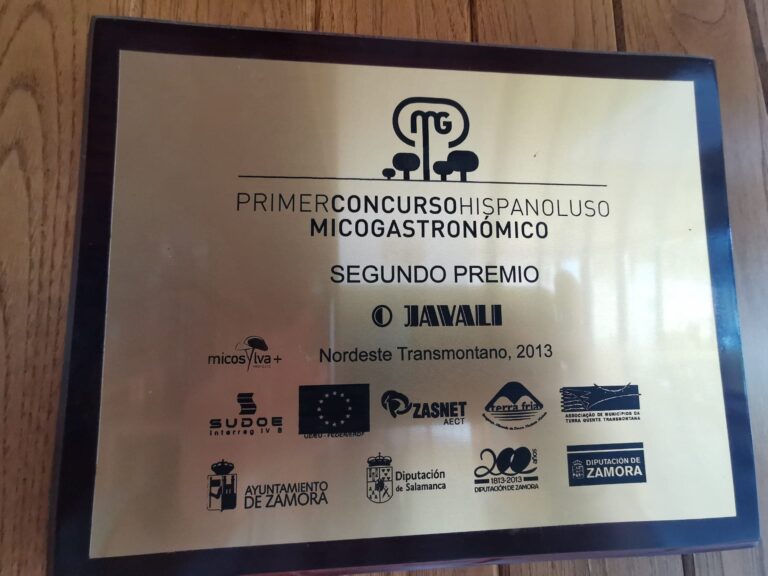 MG
PRIMERCONCURSOHISPANOLUSO
MICOGASTRONÓMICO
SEGUNDO PREMIO
O JAVALI
Nordeste Transmontano, 2013
micosylva+
SUDOE
Interreg IV B
ZASNET
AECT
terra fria
ASSOCIAÇÃO DE MUNICÍPIOS DA
TERRA QUENTE TRANSMONTANA
AYUNTAMIENTO
DE ZAMORA
Diputación
de Salamanca
200 años
1813-2013
DIPUTACIÓN DE ZAMORA
DIPUTACIÓN DE
ZAMORA